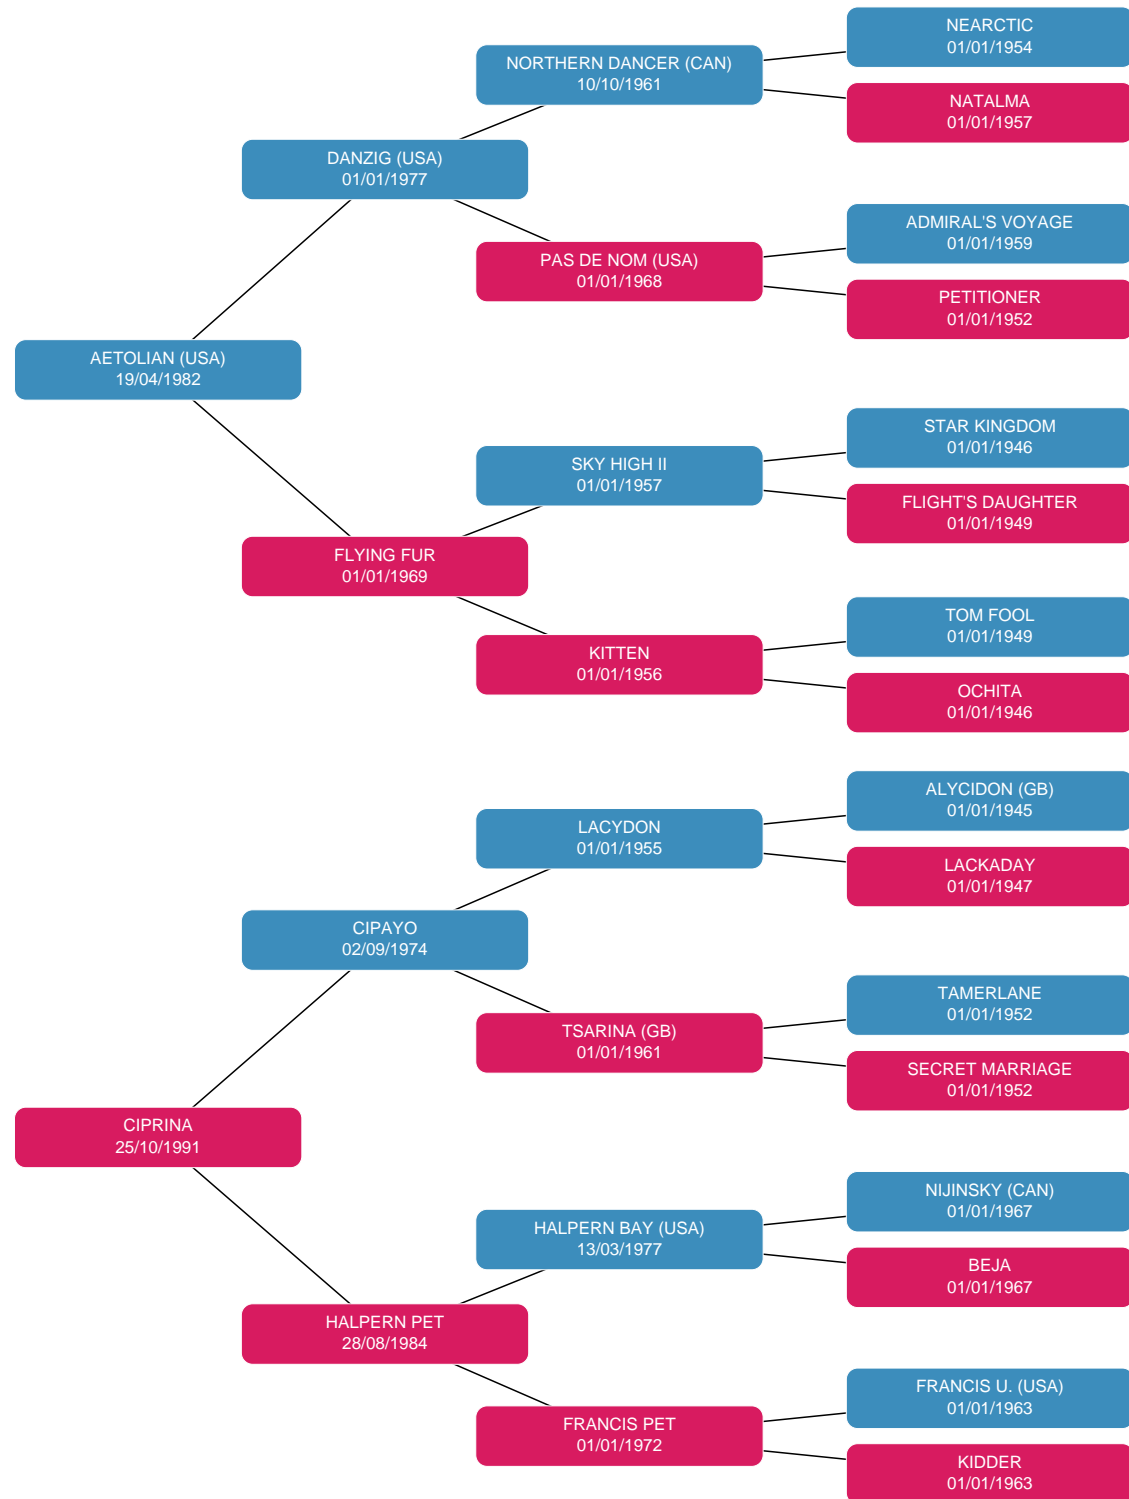 NEARCTIC
01/01/1954
NORTHERN DANCER (CAN)
10/10/1961
NATALMA
01/01/1957
DANZIG (USA)
01/01/1977
ADMIRAL'S VOYAGE
01/01/1959
PAS DE NOM (USA)
01/01/1968
PETITIONER
01/01/1952
AETOLIAN (USA)
19/04/1982
STAR KINGDOM
01/01/1946
SKY HIGH II
01/01/1957
FLIGHT'S DAUGHTER
01/01/1949
FLYING FUR
01/01/1969
TOM FOOL
01/01/1949
KITTEN
01/01/1956
OCHITA
01/01/1946
ALYCIDON (GB)
01/01/1945
LACYDON
01/01/1955
LACKADAY
01/01/1947
CIPAYO
02/09/1974
TAMERLANE
01/01/1952
TSARINA (GB)
01/01/1961
SECRET MARRIAGE
01/01/1952
CIPRINA
25/10/1991
NIJINSKY (CAN)
01/01/1967
HALPERN BAY (USA)
13/03/1977
BEJA
01/01/1967
HALPERN PET
28/08/1984
FRANCIS U. (USA)
01/01/1963
FRANCIS PET
01/01/1972
KIDDER
01/01/1963